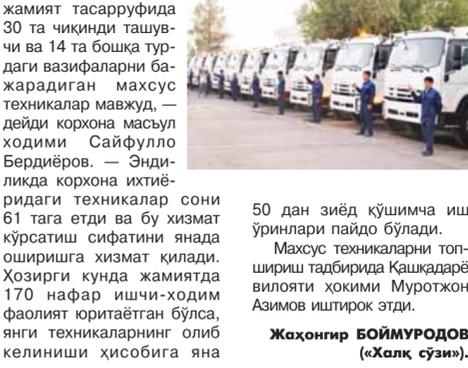 жамият тасарруфида
30 та чиқинди ташув-
чи ва 14 та бошқа тур-
даги вазифаларни ба-
жарадиган махсус
техникалар мавжуд, —
дейди корхона масъул
ходими Сайфулло
Бердиёров. — Энди-
ликда корхона ихтиё-
ридаги техникалар сони
61 тага етди ва бу хизмат
кўрсатиш сифатини янада
оширишга хизмат қилади.
Ҳозирги кунда жамиятда
170 нафар ишчи-ходим
фаолият юритаётган бўлса,
янги техникаларнинг олиб
келиниши ҳисобига яна
50 дан зиёд қўшимча иш
ўринлари пайдо бўлади.
Махсус техникаларни топ-
шириш тадбирида Қашқадарё
вилояти ҳокими Муротжон
Азимов иштирок этди.
Жаҳонгир БОЙМУРОДОВ
(«Халқ сўзи»).